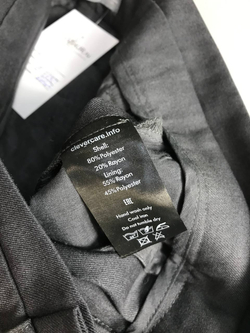 clevercare.info
Shell:
80% Polyester
20% Rayon
Lining:
55% Rayon
45% Polyester
EAC
Hand wash only
Cool iron
Do not tumble dry